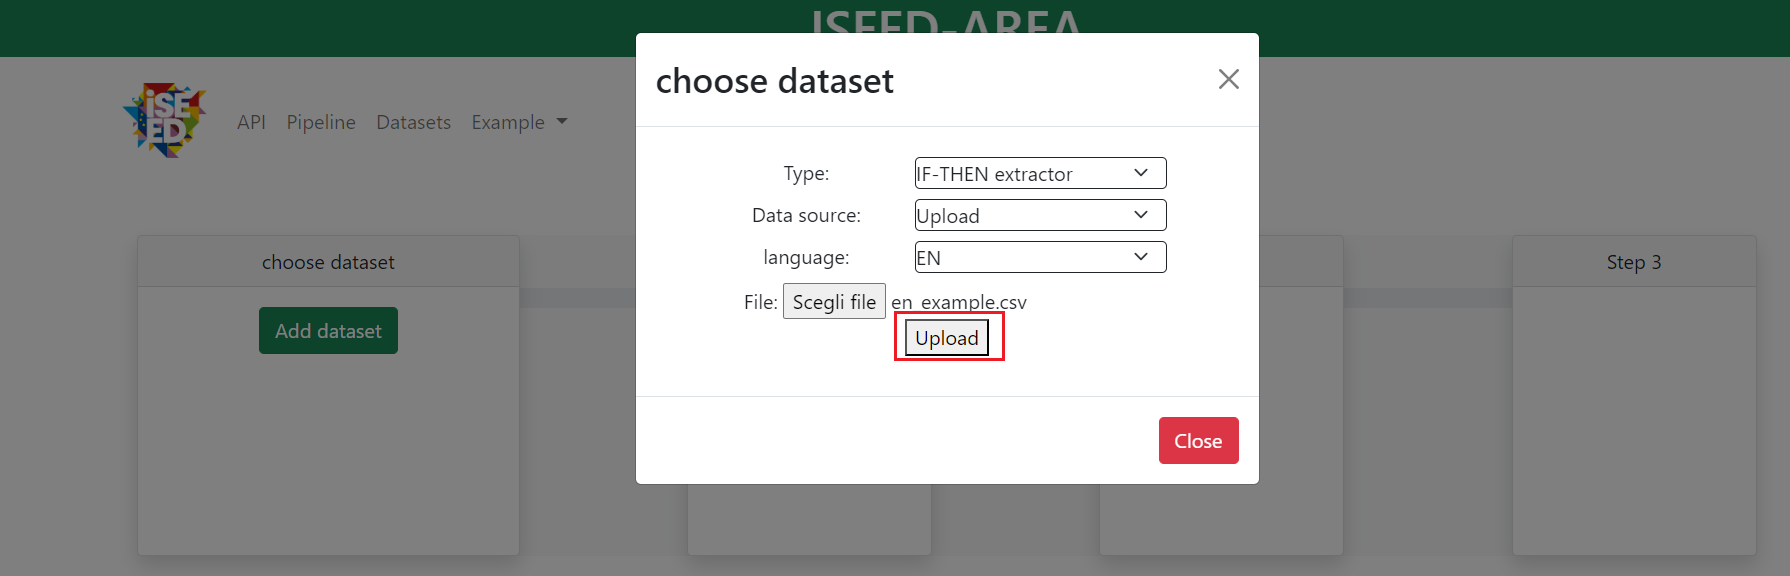 ISEED-AREA
iSE
ED
API Pipeline Datasets Example
choose dataset
Add dataset
Step 3
choose dataset
Type: IF-THEN extractor
Data source: Upload
language: EN
File: Scegli file en_example.csv
Upload
Close